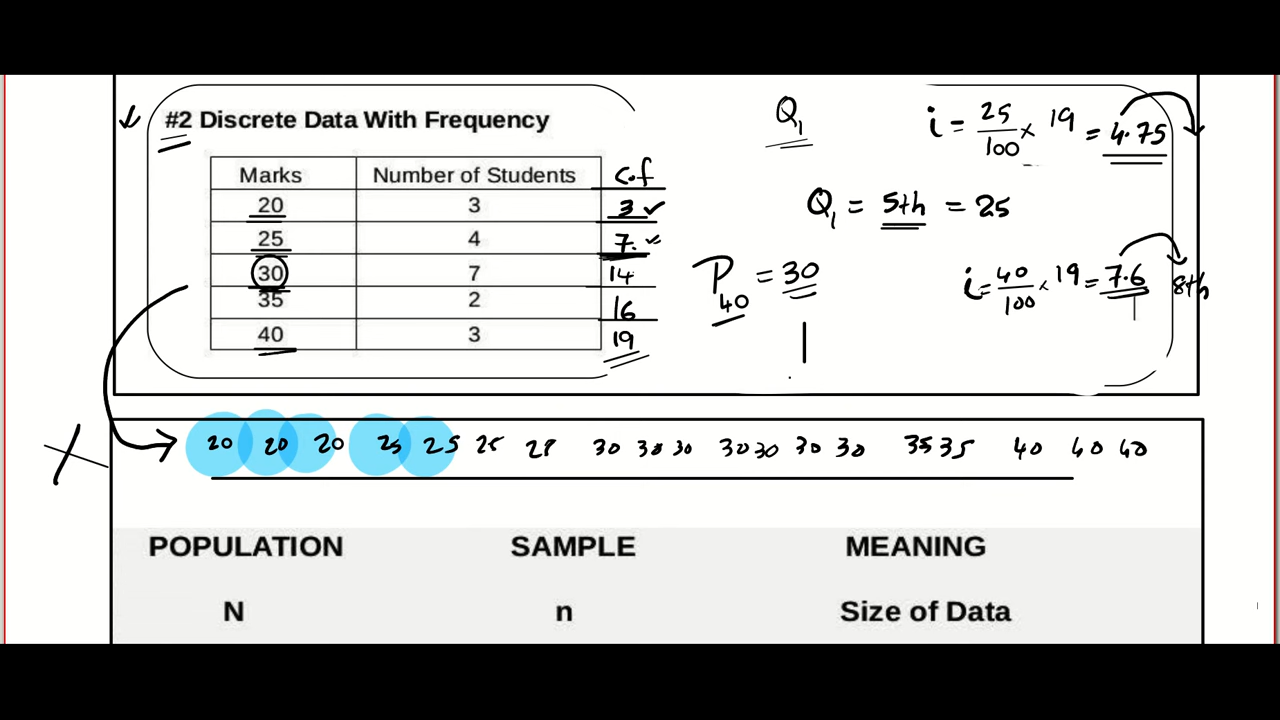 #2 Discrete Data With Frequency
Marks Number of Students c.f
20 3 3
25 4 7
30 7 14
35 2 16
40 3 19
Q1 i = 25/100 × 19 = 4.75
Q1 = 5th = 25
P40 = 30 i = 40/100 × 19 = 7.6 8th
20 20 20 25 25 25 25 30 30 30 30 30 30 30 35 35 40 40 40
POPULATION SAMPLE MEANING
N n Size of Data